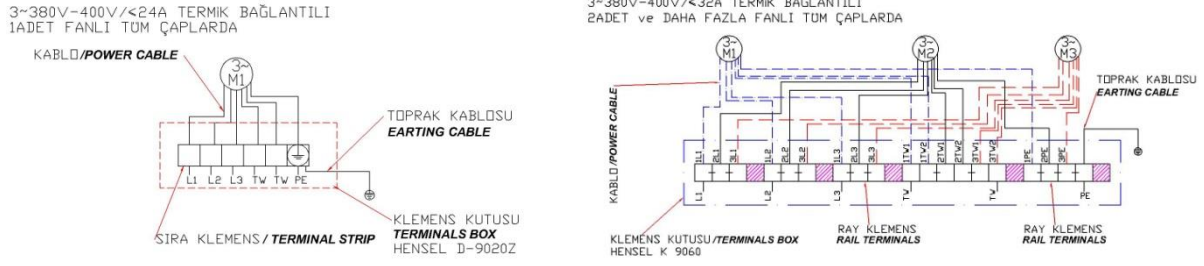 3~380V-400V/<24A TERMİK BAĞLANTILI
1ADET FANLI TÜM ÇAPLARDA
KABLO/POWER CABLE
3~
M1
TOPRAK KABLOSU
EARTING CABLE
L1 L2 L3 TW TW PE
SIRA KLEMENS / TERMINAL STRIP
KLEMENS KUTUSU
TERMINALS BOX
HENSEL D-9020Z
3~380V-400V/<32A TERMİK BAĞLANTILI
2ADET ve DAHA FAZLA FANLI TÜM ÇAPLARDA
3~
M1
3~
M2
3~
M3
KABLO/POWER CABLE
TOPRAK KABLOSU
EARTING CABLE
1L1 2L1 3L1 1L2 2L2 3L2 1L3 2L3 3L3 1TW1 1TW2 2TW1 2TW2 3TW1 3TW2 1PE 2PE 3PE
L1 L2 L3 TW TW PE
KLEMENS KUTUSU/TERMINALS BOX
HENSEL K 9060
RAY KLEMENS
RAIL TERMINALS
RAY KLEMENS
RAIL TERMINALS